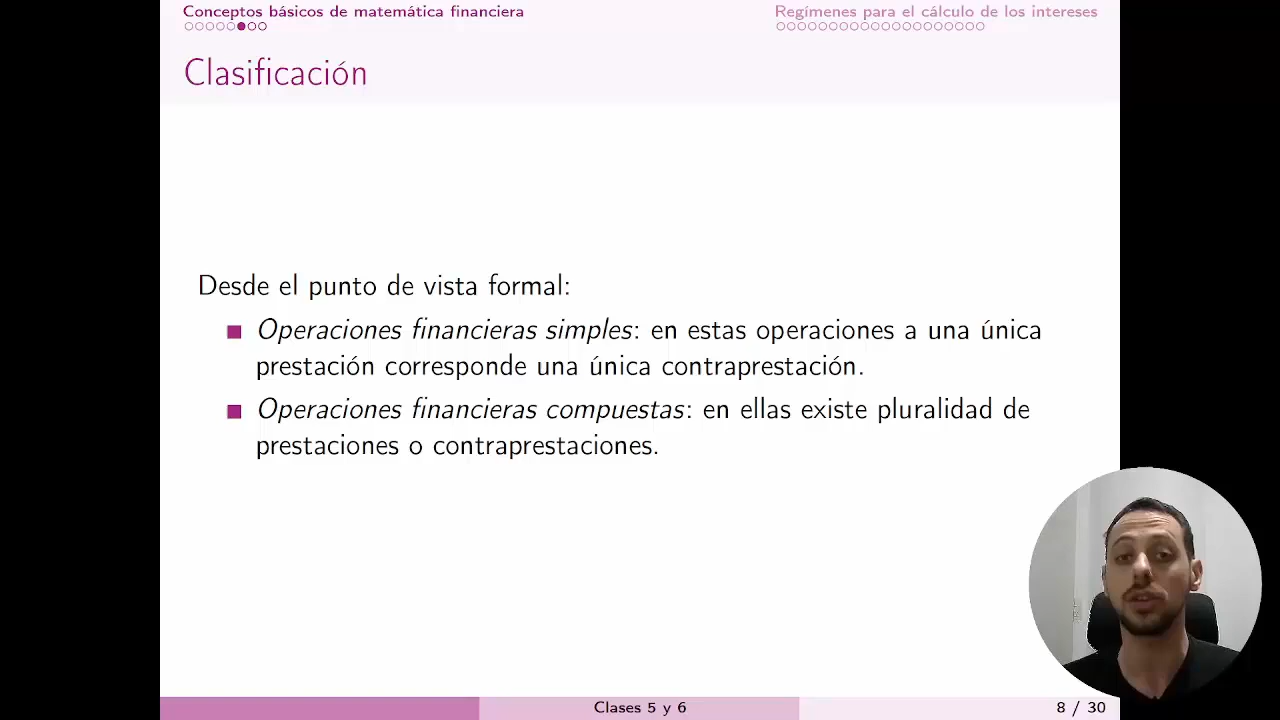 Conceptos básicos de matemática financiera
Regímenes para el cálculo de los intereses
Clasificación
Desde el punto de vista formal:
Operaciones financieras simples: en estas operaciones a una única
prestación corresponde una única contraprestación.
Operaciones financieras compuestas: en ellas existe pluralidad de
prestaciones o contraprestaciones.
Clases 5 y 6
8 / 30